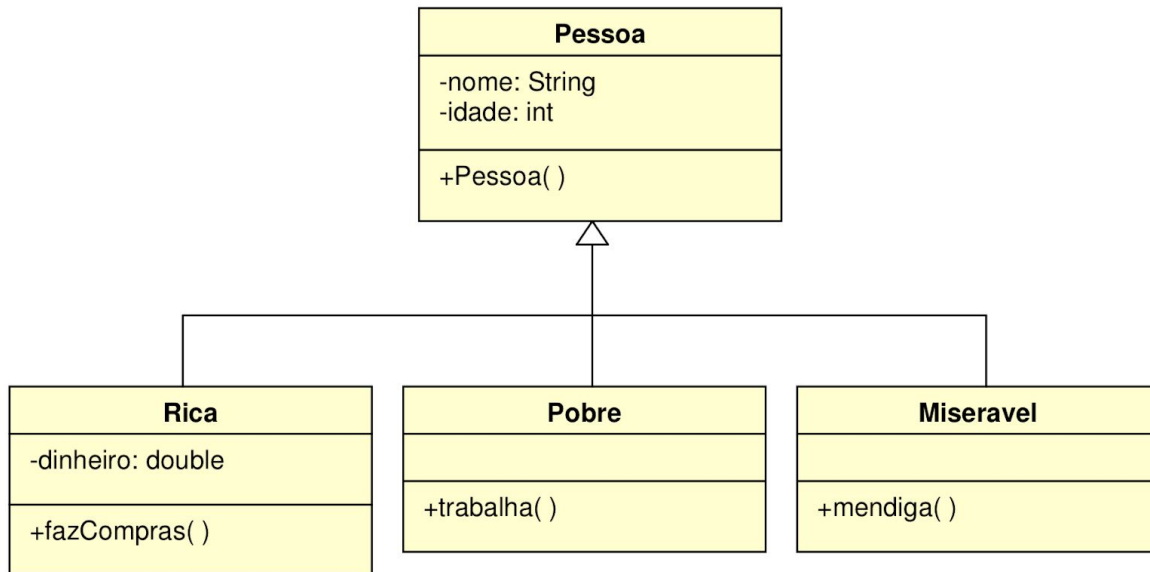 Pessoa
-nome: String
-idade: int
+Pessoa( )
Rica
-dinheiro: double
+fazCompras( )
Pobre
+trabalha( )
Miseravel
+mendiga( )